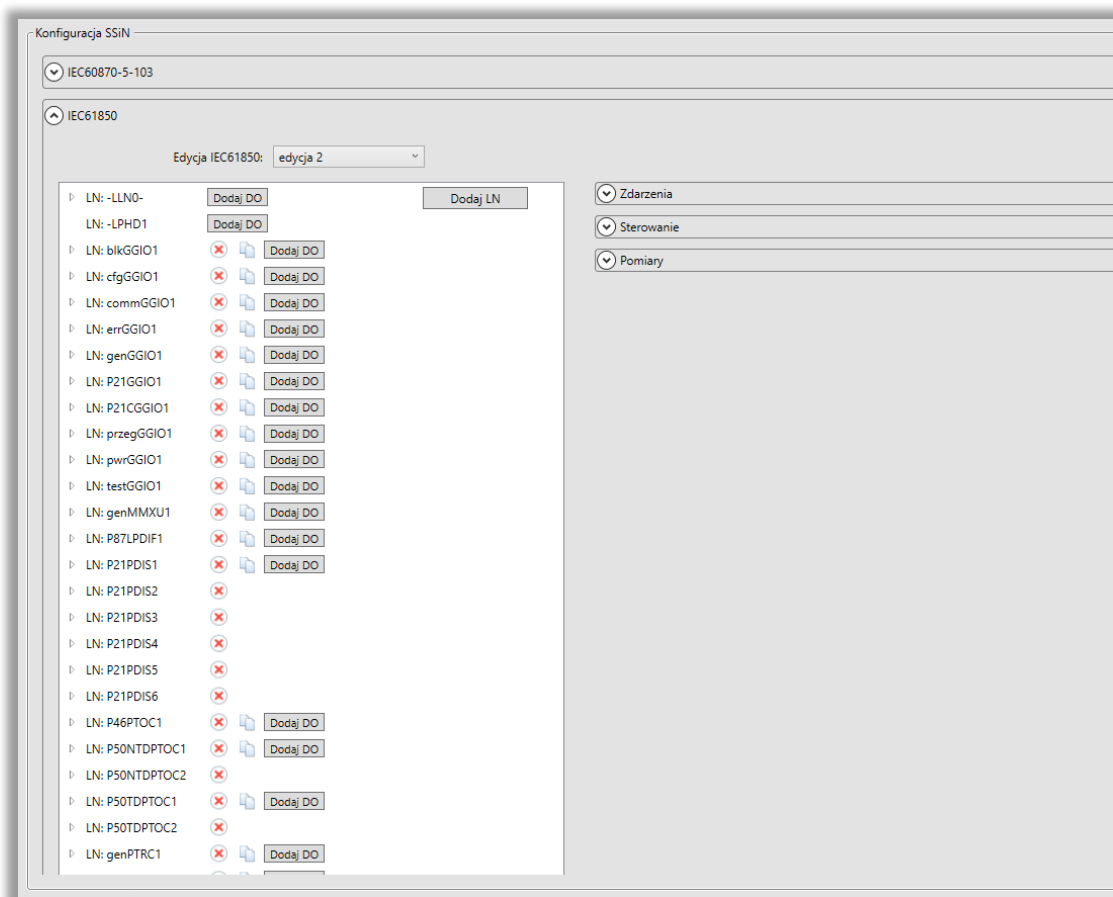 Konfiguracja SSiN
IEC60870-5-103
IEC61850
Edycja IEC61850: edycja 2
LN: -LLN0- Dodaj DO Dodaj LN
LN: -LPHD1 Dodaj DO
LN: blkGGIO1 Dodaj DO
LN: cfgGGIO1 Dodaj DO
LN: commGGIO1 Dodaj DO
LN: errGGIO1 Dodaj DO
LN: genGGIO1 Dodaj DO
LN: P21GGIO1 Dodaj DO
LN: P21CGGIO1 Dodaj DO
LN: przegGGIO1 Dodaj DO
LN: pwrGGIO1 Dodaj DO
LN: testGGIO1 Dodaj DO
LN: genMMXU1 Dodaj DO
LN: P87LPDIF1 Dodaj DO
LN: P21PDIS1 Dodaj DO
LN: P21PDIS2
LN: P21PDIS3
LN: P21PDIS4
LN: P21PDIS5
LN: P21PDIS6
LN: P46PTOC1 Dodaj DO
LN: P50NTDPTOC1 Dodaj DO
LN: P50NTDPTOC2
LN: P50TDPTOC1 Dodaj DO
LN: P50TDPTOC2
LN: genPTRC1 Dodaj DO
Zdarzenia
Sterowanie
Pomiary